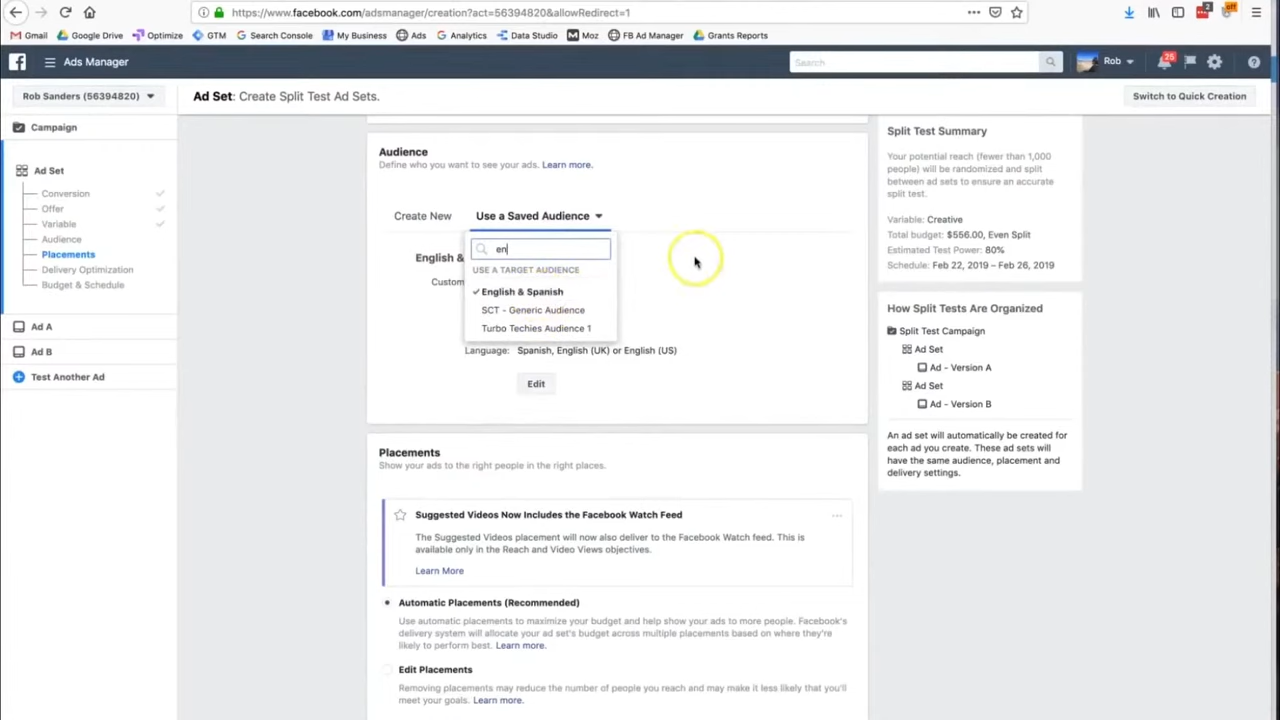 https://www.facebook.com/adsmanager/creation?act=56394820&allowRedirect=1
2
off
Gmail
Google Drive
Optimize
GTM
Search Console
My Business
Ads
Analytics
Data Studio
Moz
FB Ad Manager
Grants Reports
Ads Manager
Search
Rob
25
Rob Sanders (56394820)
Ad Set: Create Split Test Ad Sets.
Switch to Quick Creation
Campaign
Ad Set
Conversion
Offer
Variable
Audience
Placements
Delivery Optimization
Budget & Schedule
Ad A
Ad B
Test Another Ad
Audience
Define who you want to see your ads. Learn more.
Create New
Use a Saved Audience
English &
en
USE A TARGET AUDIENCE
Custom
English & Spanish
SCT - Generic Audience
Turbo Techies Audience 1
Language: Spanish, English (UK) or English (US)
Edit
Placements
Show your ads to the right people in the right places.
Suggested Videos Now Includes the Facebook Watch Feed
The Suggested Videos placement will now also deliver to the Facebook Watch feed. This is
available only in the Reach and Video Views objectives.
Learn More
Automatic Placements (Recommended)
Use automatic placements to maximize your budget and help show your ads to more people. Facebook's
delivery system will allocate your ad set's budget across multiple placements based on where they're
likely to perform best. Learn more.
Edit Placements
Removing placements may reduce the number of people you reach and may make it less likely that you'll
meet your goals. Learn more.
Split Test Summary
Your potential reach (fewer than 1,000
people) will be randomized and split
between ad sets to ensure an accurate
split test.
Variable: Creative
Total budget: $556.00, Even Split
Estimated Test Power: 80%
Schedule: Feb 22, 2019 – Feb 26, 2019
How Split Tests Are Organized
Split Test Campaign
Ad Set
Ad - Version A
Ad Set
Ad - Version B
An ad set will automatically be created for
each ad you create. These ad sets will
have the same audience, placement and
delivery settings.